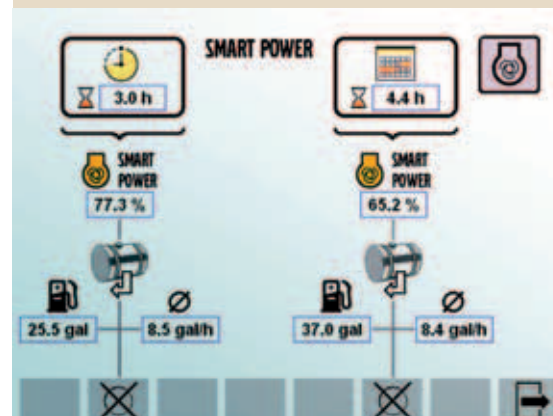 SMART POWER
3.0 h
4.4 h
SMART
POWER
SMART
POWER
77.3 %
65.2 %
25.5 gal
8.5 gal/h
37.0 gal
8.4 gal/h